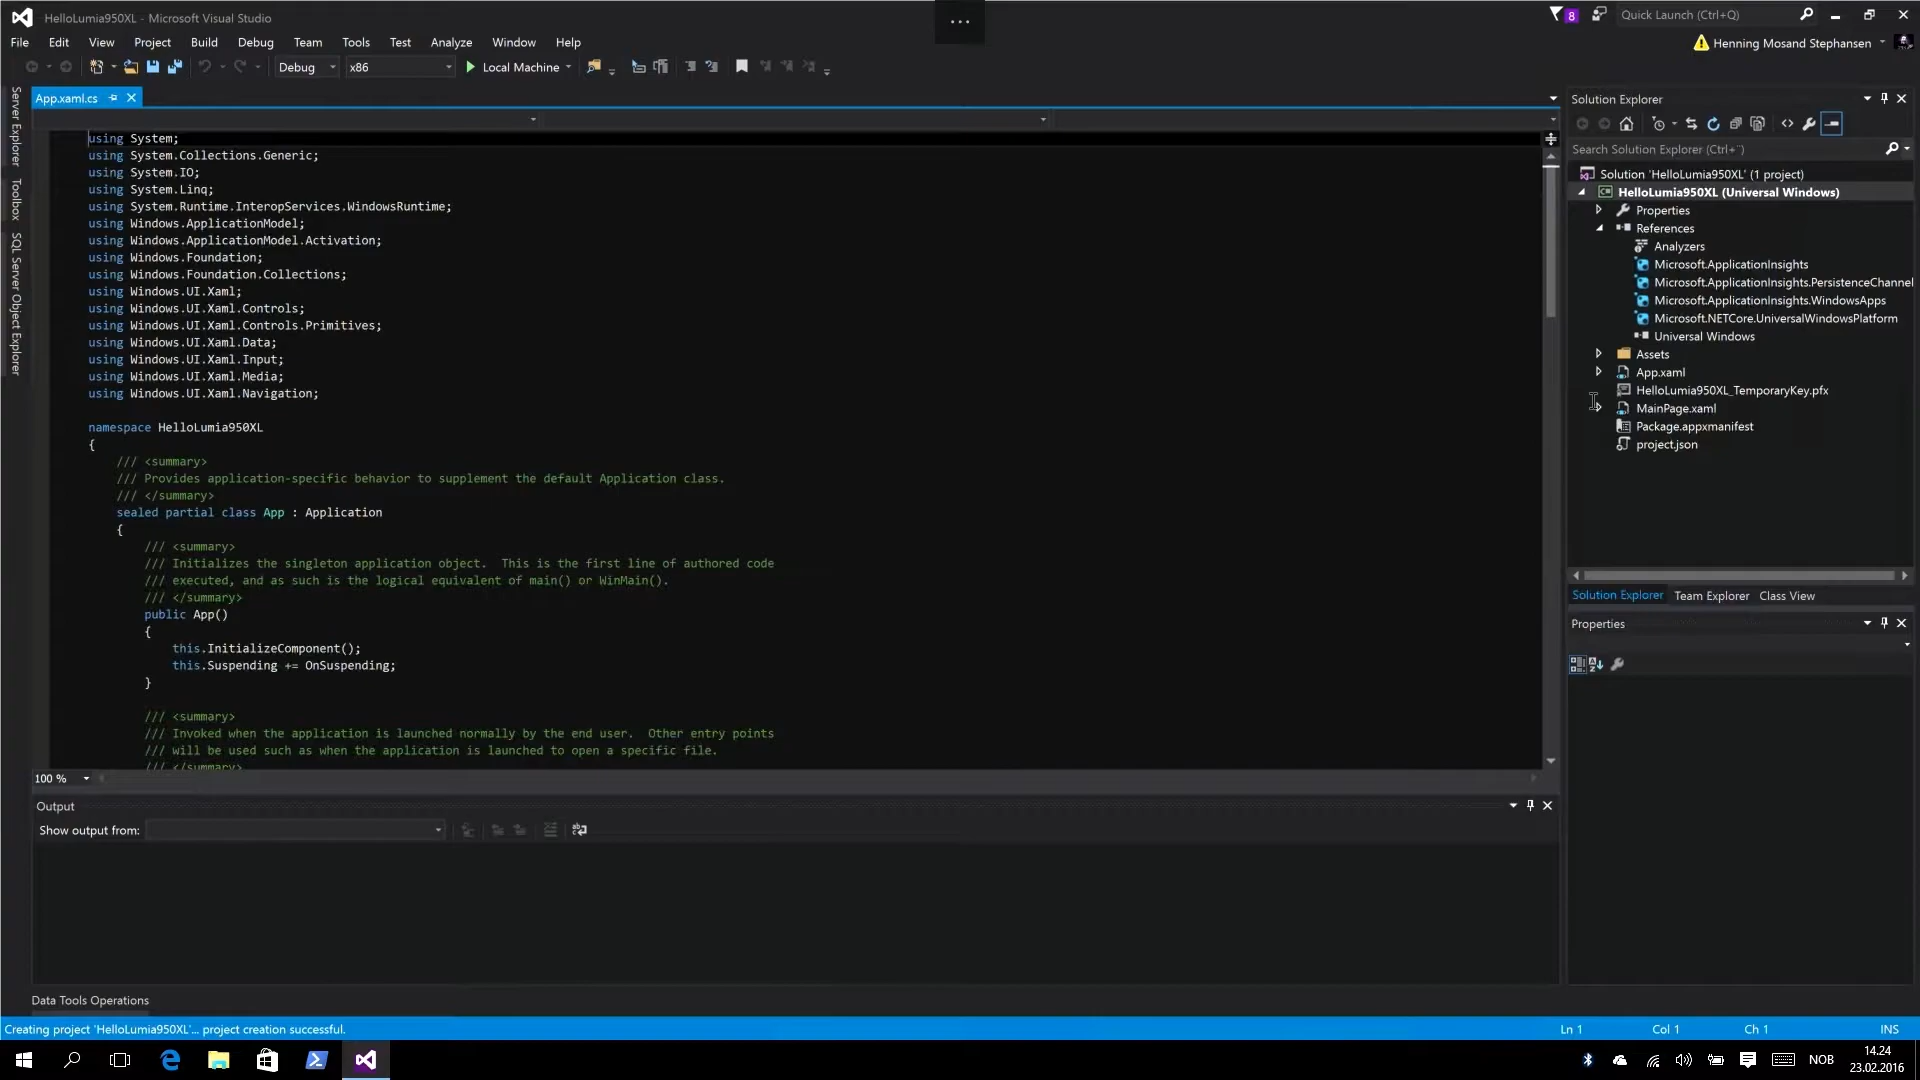 HelloLumia950XL - Microsoft Visual Studio
...
8
Quick Launch (Ctrl+Q)
File Edit View Project Build Debug Team Tools Test Analyze Window Help
Henning Mosand Stephansen
Debug x86 Local Machine
Server Explorer
Toolbox
SQL Server Object Explorer
App.xaml.cs
using System;
using System.Collections.Generic;
using System.IO;
using System.Linq;
using System.Runtime.InteropServices.WindowsRuntime;
using Windows.ApplicationModel;
using Windows.ApplicationModel.Activation;
using Windows.Foundation;
using Windows.Foundation.Collections;
using Windows.UI.Xaml;
using Windows.UI.Xaml.Controls;
using Windows.UI.Xaml.Controls.Primitives;
using Windows.UI.Xaml.Data;
using Windows.UI.Xaml.Input;
using Windows.UI.Xaml.Media;
using Windows.UI.Xaml.Navigation;
namespace HelloLumia950XL
{
/// <summary>
/// Provides application-specific behavior to supplement the default Application class.
/// </summary>
sealed partial class App : Application
{
/// <summary>
/// Initializes the singleton application object.  This is the first line of authored code
/// executed, and as such is the logical equivalent of main() or WinMain().
/// </summary>
public App()
{
this.InitializeComponent();
this.Suspending += OnSuspending;
}
/// <summary>
/// Invoked when the application is launched normally by the end user.  Other entry points
/// will be used such as when the application is launched to open a specific file.
/// </summary>
100 %
Output
Show output from:
Data Tools Operations
Solution Explorer
Search Solution Explorer (Ctrl+¨)
Solution 'HelloLumia950XL' (1 project)
HelloLumia950XL (Universal Windows)
Properties
References
Analyzers
Microsoft.ApplicationInsights
Microsoft.ApplicationInsights.PersistenceChannel
Microsoft.ApplicationInsights.WindowsApps
Microsoft.NETCore.UniversalWindowsPlatform
Universal Windows
Assets
App.xaml
HelloLumia950XL_TemporaryKey.pfx
MainPage.xaml
Package.appxmanifest
project.json
Solution Explorer Team Explorer Class View
Properties
Creating project 'HelloLumia950XL'... project creation successful.
Ln 1 Col 1 Ch 1 INS
NOB
14.24
23.02.2016